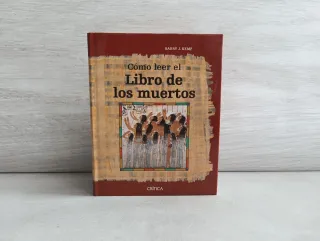 BARRY J. KEMP
Cómo leer el
Libro de
los muertos
CRÍTICA